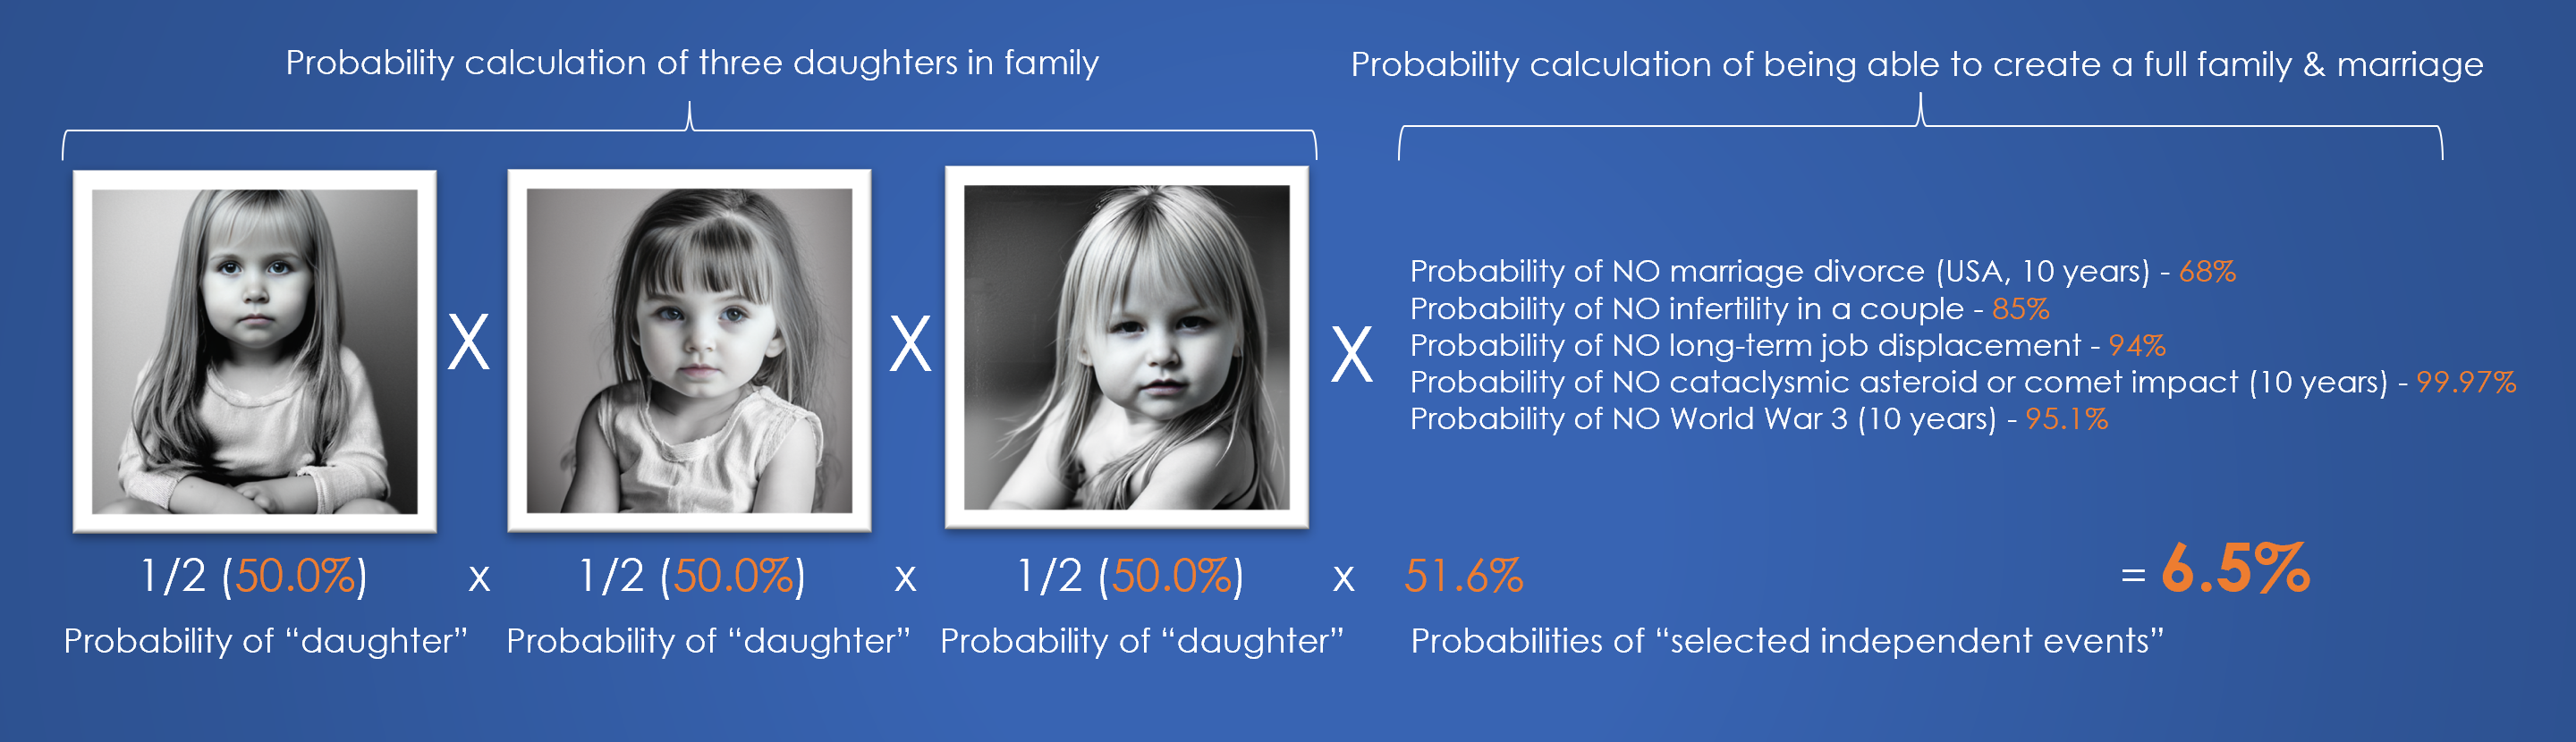 Probability calculation of three daughters in family
Probability calculation of being able to create a full family & marriage
X
X
X
Probability of NO marriage divorce (USA, 10 years) - 68%
Probability of NO infertility in a couple - 85%
Probability of NO long-term job displacement - 94%
Probability of NO cataclysmic asteroid or comet impact (10 years) - 99.97%
Probability of NO World War 3 (10 years) - 95.1%
1/2 (50.0%) x 1/2 (50.0%) x 1/2 (50.0%) x 51.6% = 6.5%
Probability of “daughter” Probability of “daughter” Probability of “daughter” Probabilities of “selected independent events”